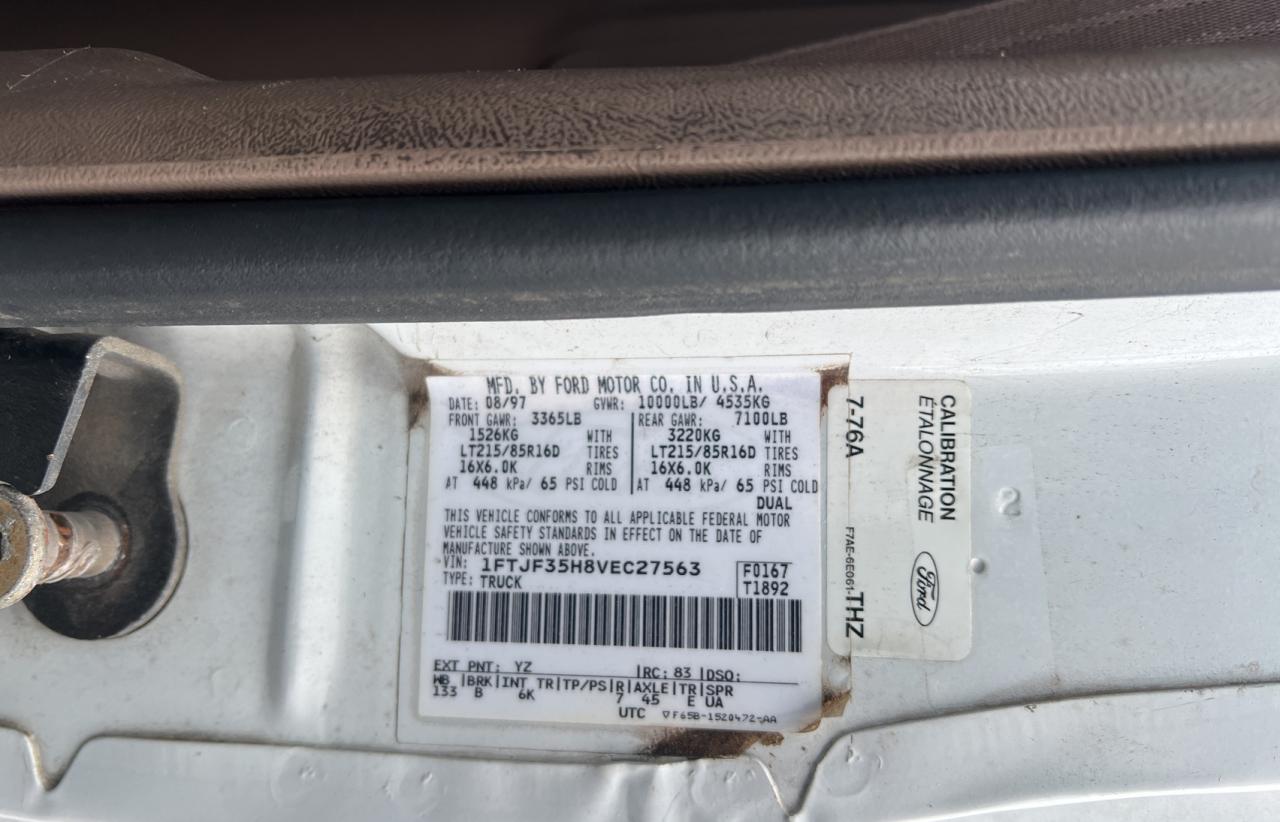 MFD. BY FORD MOTOR CO. IN U.S.A.
DATE: 08/97 GVWR: 10000LB/ 4535KG
FRONT GAWR: 3365LB REAR GAWR: 7100LB
1526KG WITH 3220KG WITH
LT215/85R16D TIRES LT215/85R16D TIRES
16X6.0K RIMS 16X6.0K RIMS
AT 448 kPa/ 65 PSI COLD AT 448 kPa/ 65 PSI COLD
DUAL
THIS VEHICLE CONFORMS TO ALL APPLICABLE FEDERAL MOTOR
VEHICLE SAFETY STANDARDS IN EFFECT ON THE DATE OF
MANUFACTURE SHOWN ABOVE.
VIN: 1FTJF35H8VEC27563 F0167
TYPE: TRUCK T1892
EXT PNT: YZ RC: 83 DSO:
WB BRK INT TR TP/PS R AXLE TR SPR
133 B 6K 7 45 E UA
UTC ▽F65B-1520472-AA
CALIBRATION
ÉTALONNAGE
Ford
7-76A
F7AE-6E061-THZ